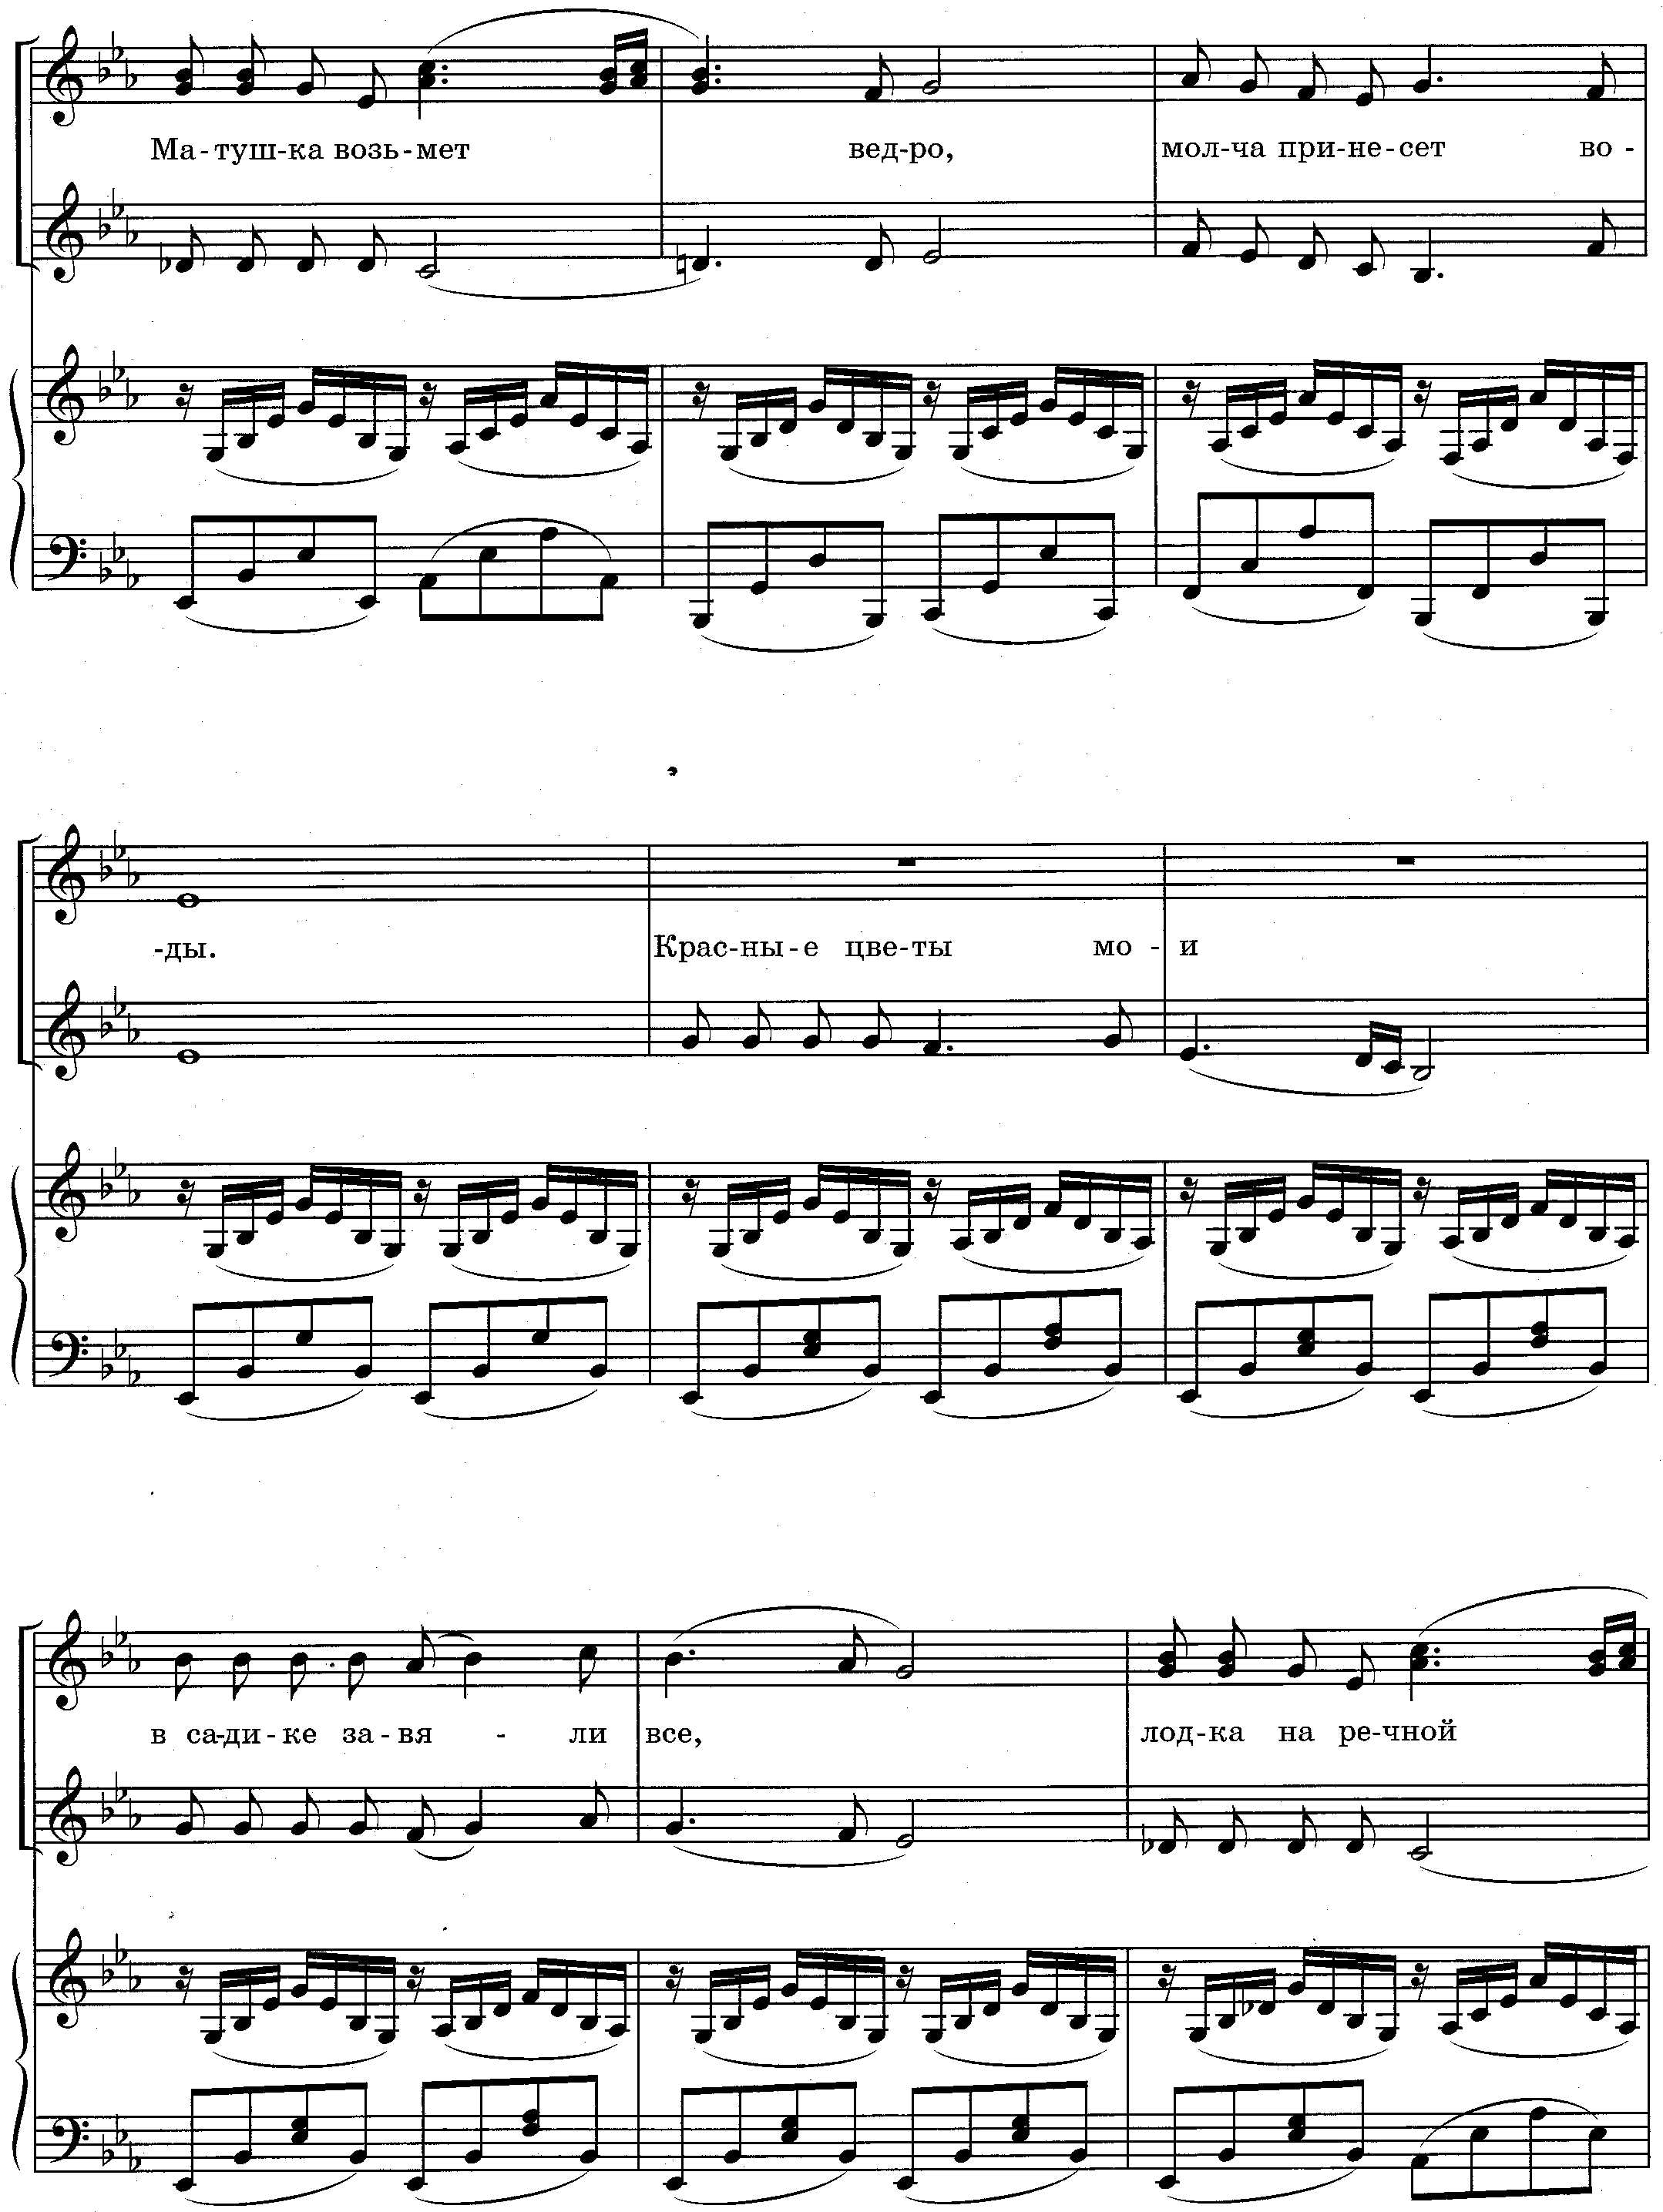 Ма-туш-ка возь-мет вед-ро, мол-ча при-не-сет во-
-ды. Крас-ны-е цве-ты мо-и
в са-ди-ке за-вя-ли все, лод-ка на ре-чной